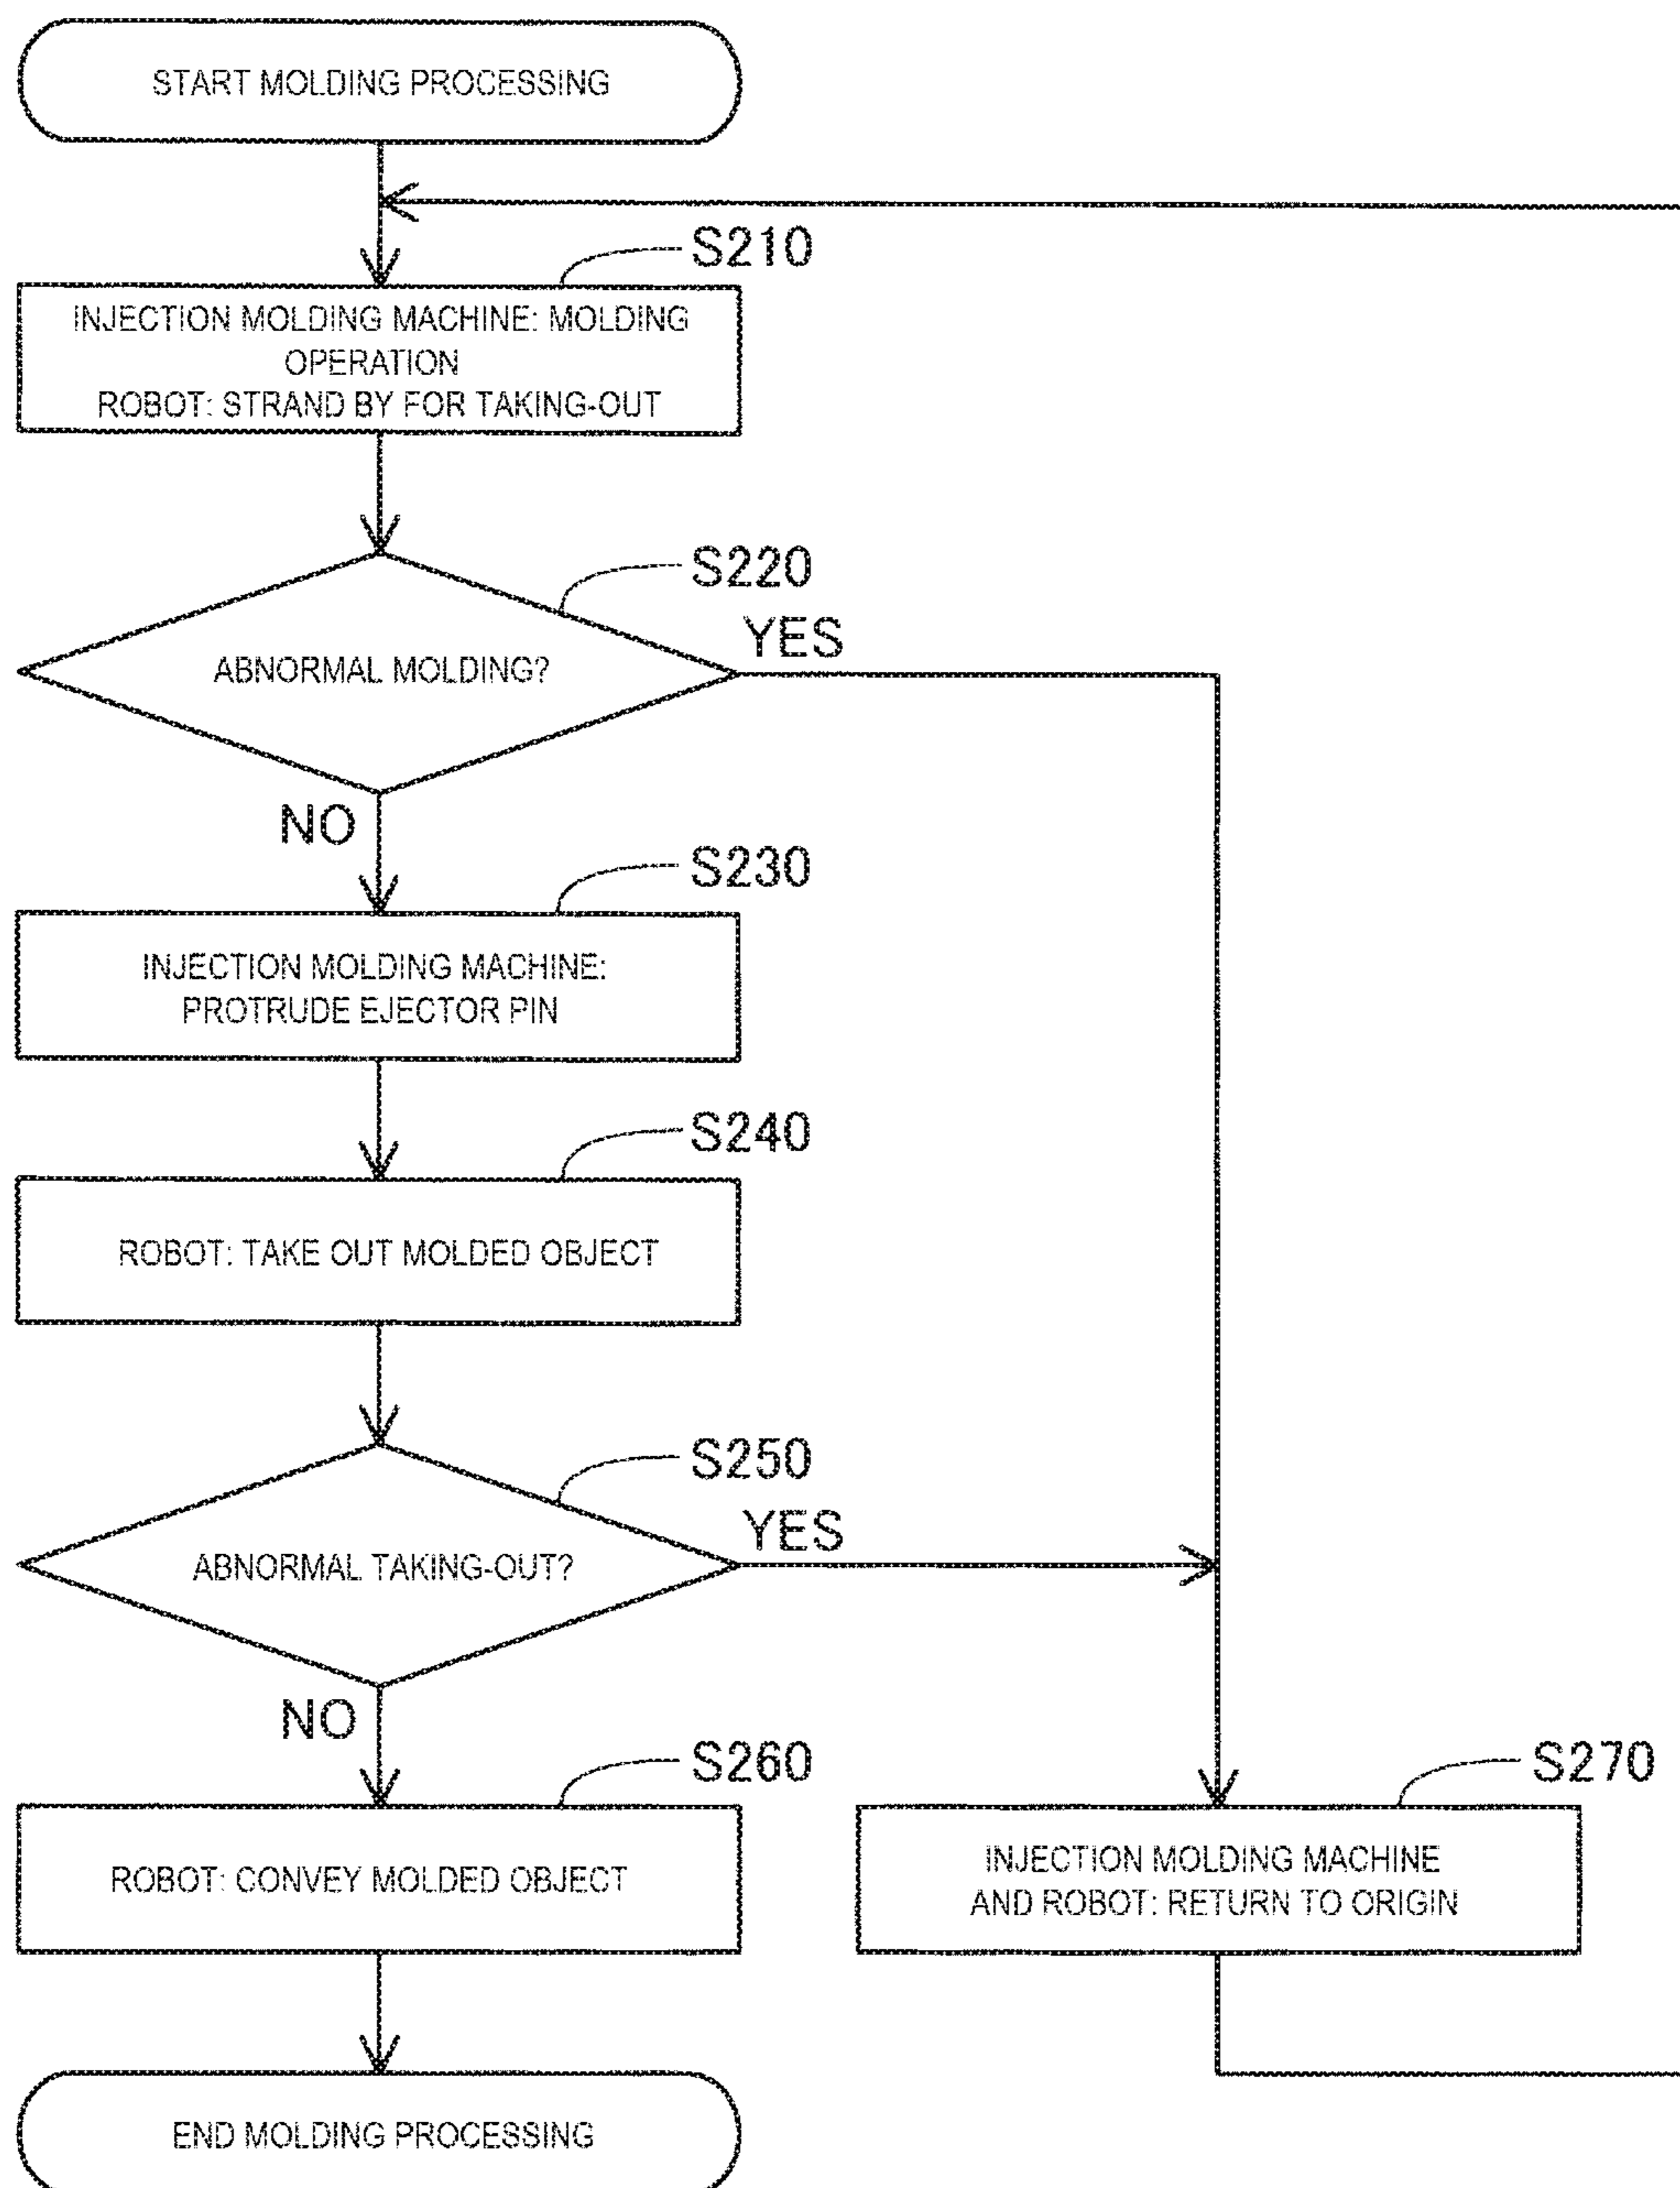 START MOLDING PROCESSING
S210
INJECTION MOLDING MACHINE: MOLDING
OPERATION
ROBOT: STRAND BY FOR TAKING-OUT
S220
YES
ABNORMAL MOLDING?
NO
S230
INJECTION MOLDING MACHINE:
PROTRUDE EJECTOR PIN
S240
ROBOT: TAKE OUT MOLDED OBJECT
S250
YES
ABNORMAL TAKING-OUT?
NO
S260
ROBOT: CONVEY MOLDED OBJECT
S270
INJECTION MOLDING MACHINE
AND ROBOT: RETURN TO ORIGIN
END MOLDING PROCESSING